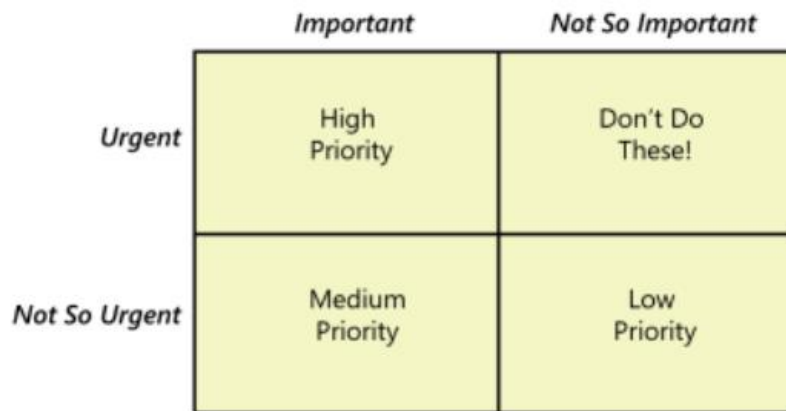 Important Not So Important
Urgent
High
Priority
Don't Do
These!
Not So Urgent
Medium
Priority
Low
Priority